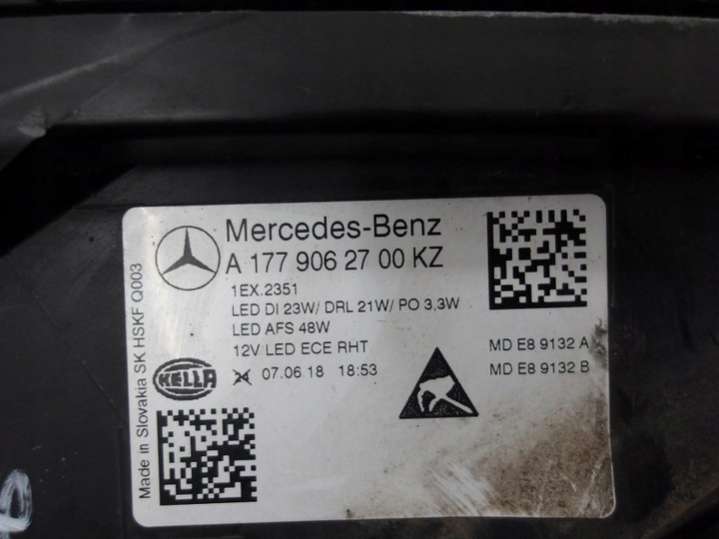 Mercedes-Benz
A 177 906 27 00 KZ
1EX.2351
LED DI 23W/ DRL 21W/ PO 3,3W
LED AFS 48W
12V LED ECE RHT
07.06.18 18:53
MD E8 9132 A
MD E8 9132 B
HELLA
Made in Slovakia SK HSKF Q003